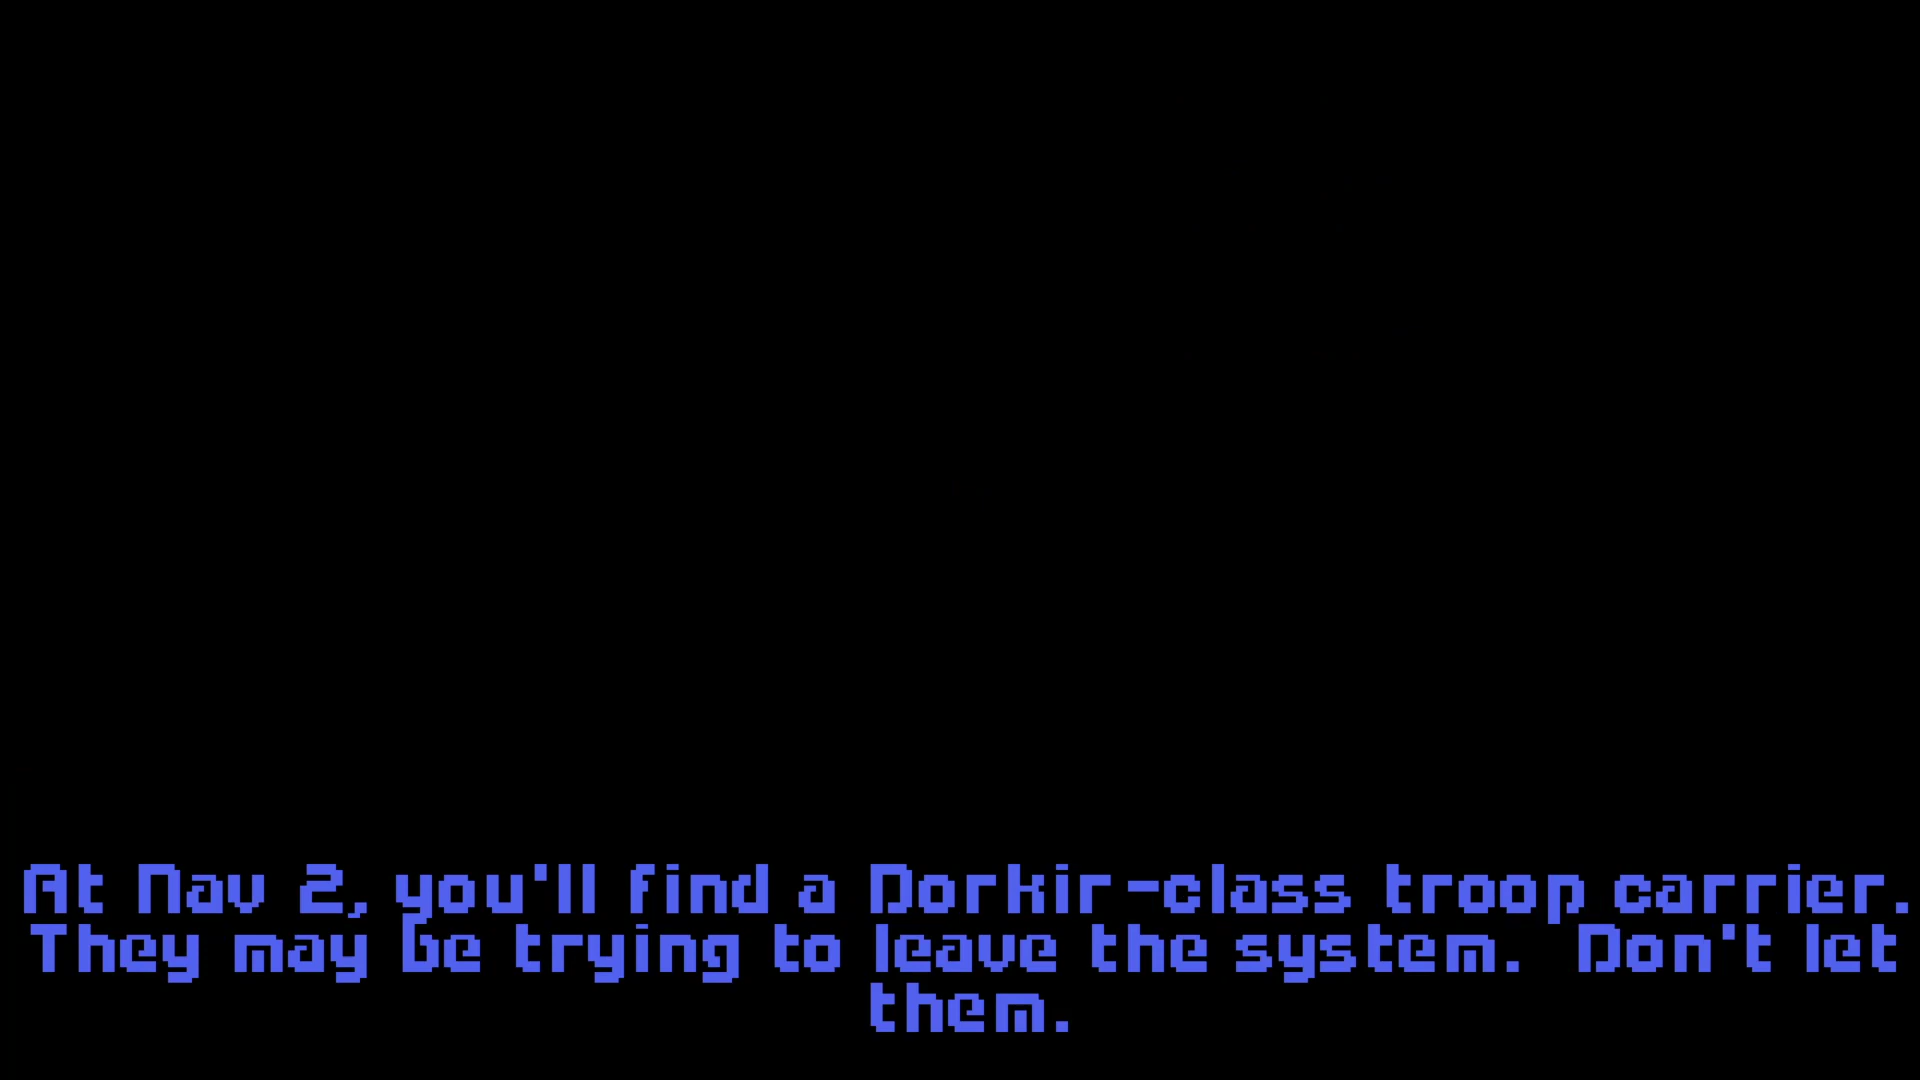 At Nav 2, you'll find a Dorkir-class troop carrier.
They may be trying to leave the system.  Don't let
them.